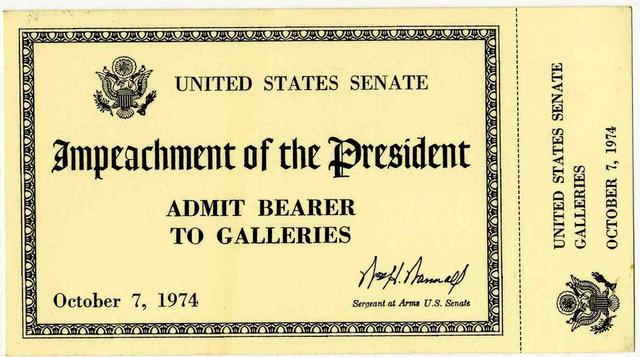 UNITED STATES SENATE
Impeachment of the President
ADMIT BEARER
TO GALLERIES
October 7, 1974
Sergeant at Arms U.S. Senate
UNITED STATES SENATE
GALLERIES
OCTOBER 7, 1974